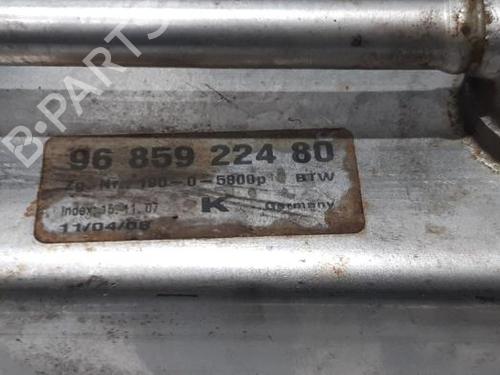 B-PARTS
96 859 224 80
Zg. Nr. 190-0-5800p BTW
Index: 15.11.07 K Germany
11/04/08